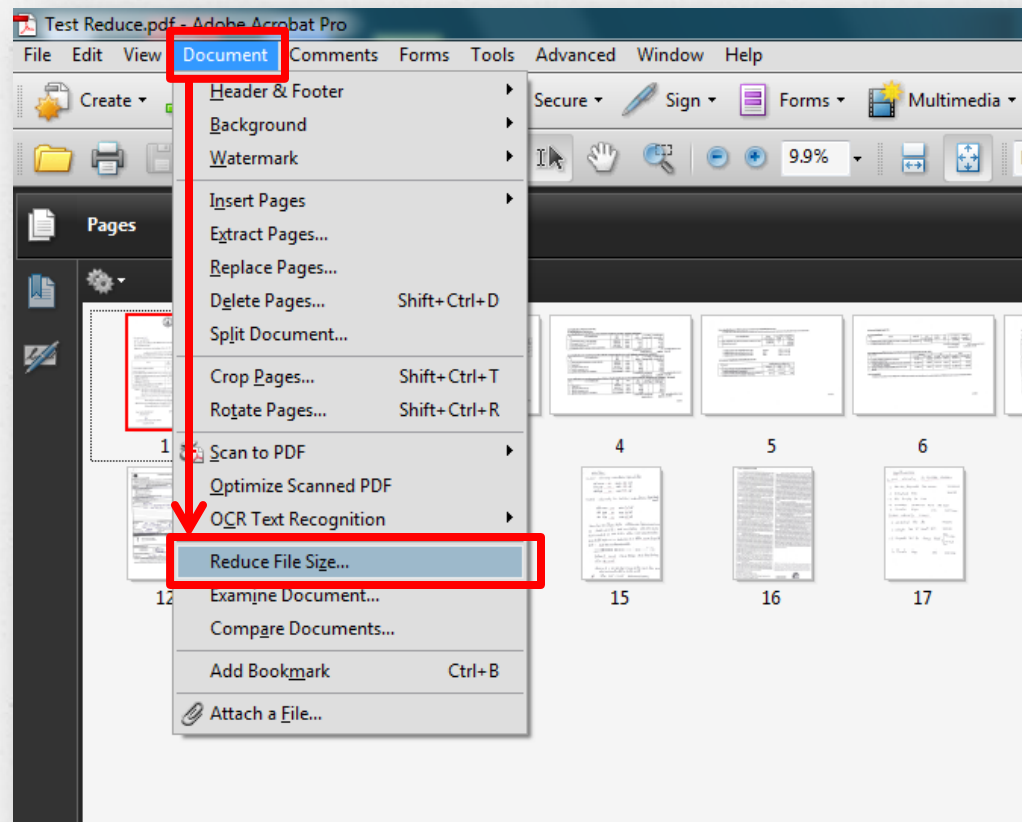 Test Reduce.pdf - Adobe Acrobat Pro
File Edit View Document Comments Forms Tools Advanced Window Help
Create Secure Sign Forms Multimedia
9.9%
Pages
Header & Footer
Background
Watermark
Insert Pages
Extract Pages...
Replace Pages...
Delete Pages... Shift+Ctrl+D
Split Document...
Crop Pages... Shift+Ctrl+T
Rotate Pages... Shift+Ctrl+R
Scan to PDF
Optimize Scanned PDF
OCR Text Recognition
Reduce File Size...
Examine Document...
Compare Documents...
Add Bookmark Ctrl+B
Attach a File...
1 4 5 6
12 15 16 17